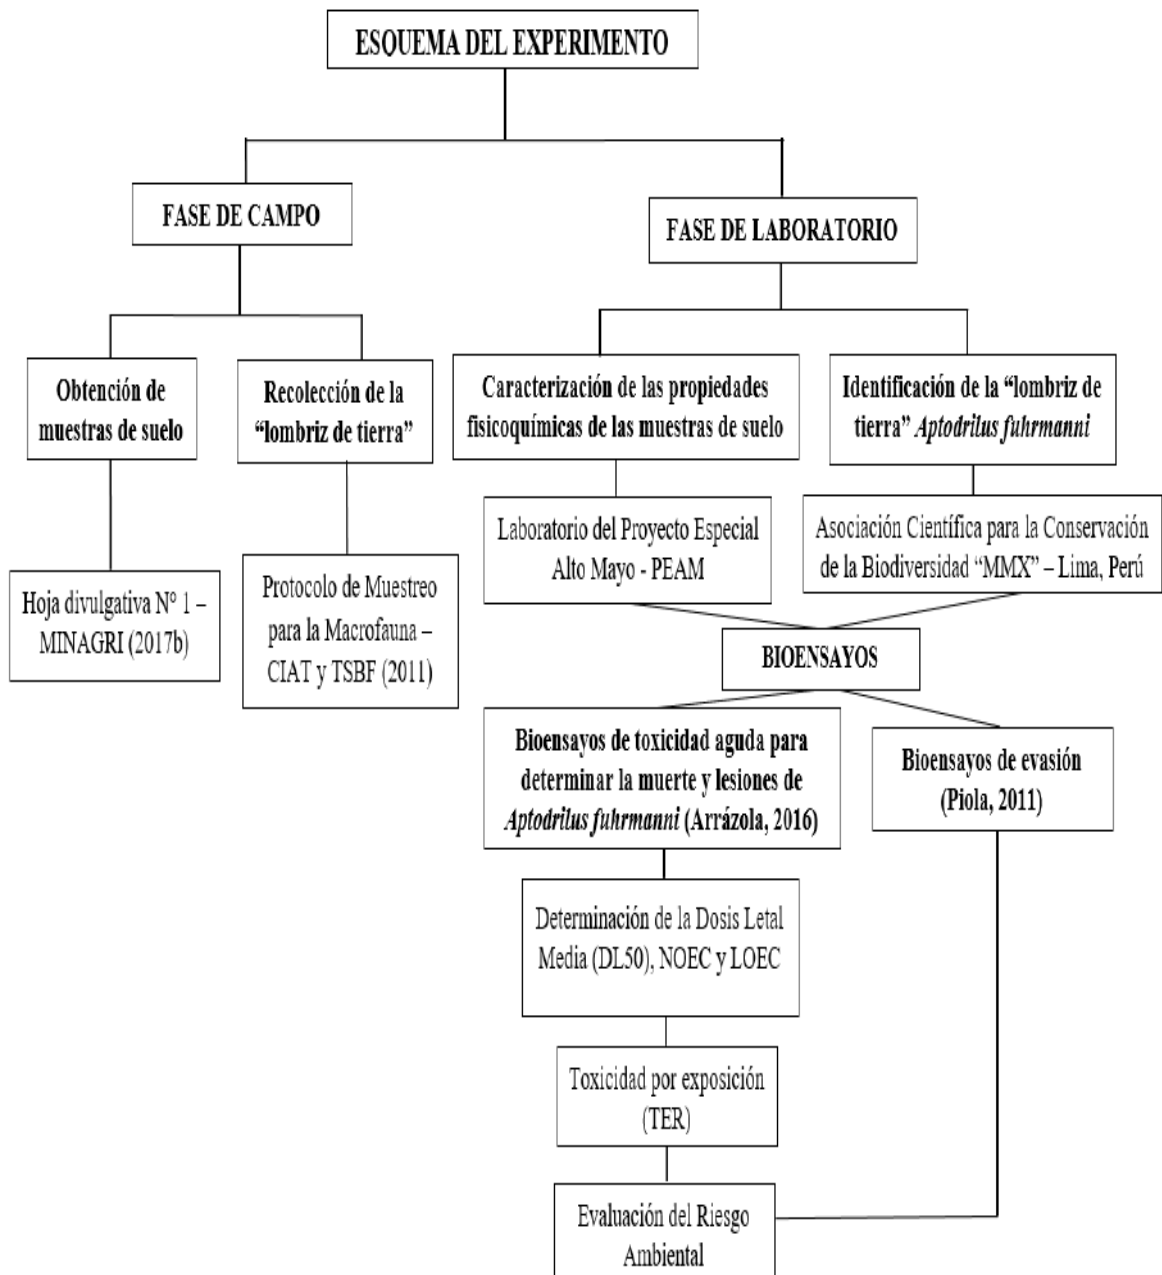 ESQUEMA DEL EXPERIMENTO
FASE DE CAMPO
FASE DE LABORATORIO
Obtención de
muestras de suelo
Recolección de la
“lombriz de tierra”
Caracterización de las propiedades
fisicoquímicas de las muestras de suelo
Identificación de la “lombriz de
tierra” Aptodrilus fuhrmanni
Hoja divulgativa N° 1 –
MINAGRI (2017b)
Protocolo de Muestreo
para la Macrofauna –
CIAT y TSBF (2011)
Laboratorio del Proyecto Especial
Alto Mayo - PEAM
Asociación Científica para la Conservación
de la Biodiversidad “MMX” – Lima, Perú
BIOENSAYOS
Bioensayos de toxicidad aguda para
determinar la muerte y lesiones de
Aptodrilus fuhrmanni (Arrázola, 2016)
Bioensayos de evasión
(Piola, 2011)
Determinación de la Dosis Letal
Media (DL50), NOEC y LOEC
Toxicidad por exposición
(TER)
Evaluación del Riesgo
Ambiental